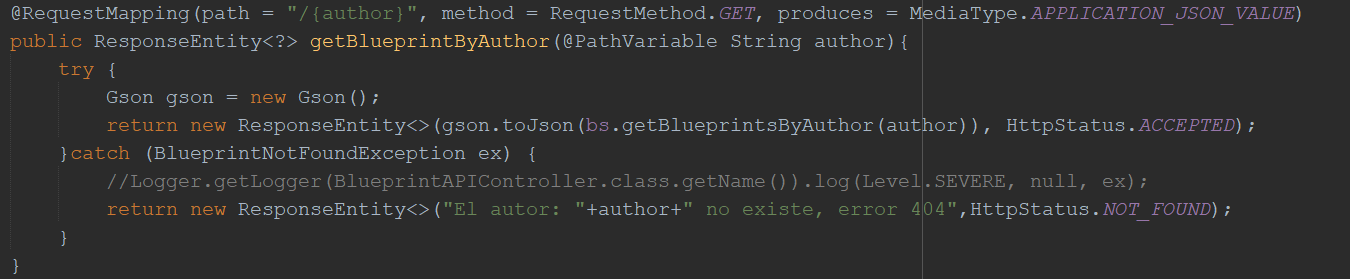 @RequestMapping(path = "/{author}", method = RequestMethod.GET, produces = MediaType.APPLICATION_JSON_VALUE)
public ResponseEntity<?> getBlueprintByAuthor(@PathVariable String author){
    try {
        Gson gson = new Gson();
        return new ResponseEntity<>(gson.toJson(bs.getBlueprintsByAuthor(author)), HttpStatus.ACCEPTED);
    }catch (BlueprintNotFoundException ex) {
        //Logger.getLogger(BlueprintAPIController.class.getName()).log(Level.SEVERE, null, ex);
        return new ResponseEntity<>("El autor: "+author+" no existe, error 404",HttpStatus.NOT_FOUND);
    }
}